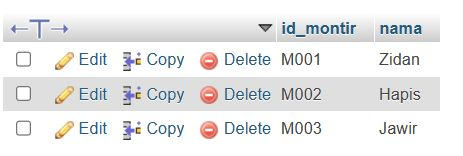 id_montir nama
Edit Copy Delete M001 Zidan
Edit Copy Delete M002 Hapis
Edit Copy Delete M003 Jawir